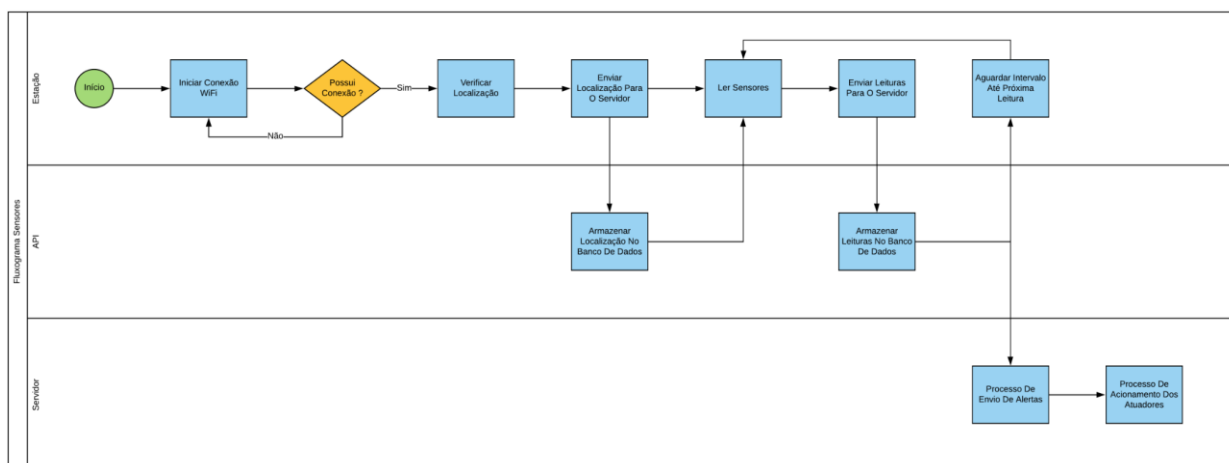 Fluxograma Sensores
Estação
Início
Iniciar Conexão
WiFi
Possui
Conexão ?
Sim
Não
Verificar
Localização
Enviar
Localização Para
O Servidor
Ler Sensores
Enviar Leituras
Para O Servidor
Aguardar Intervalo
Até Próxima
Leitura
API
Armazenar
Localização No
Banco De Dados
Armazenar
Leituras No Banco
De Dados
Servidor
Processo De
Envio De Alertas
Processo De
Acionamento Dos
Atuadores